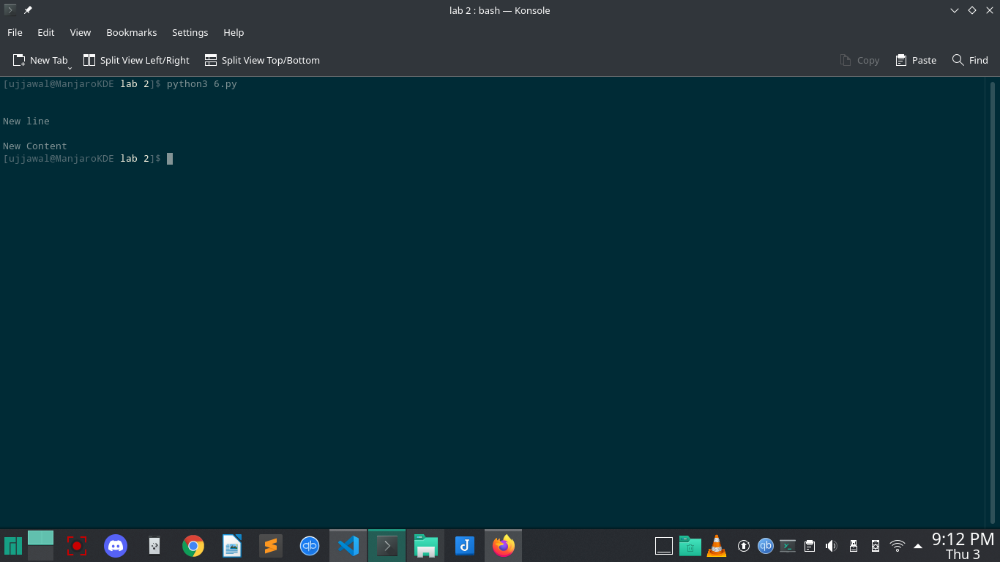 lab 2 : bash — Konsole
File Edit View Bookmarks Settings Help
New Tab Split View Left/Right Split View Top/Bottom Copy Paste Find
[ujjawal@ManjaroKDE lab 2]$ python3 6.py
New line
New Content
[ujjawal@ManjaroKDE lab 2]$
9:12 PM
Thu 3